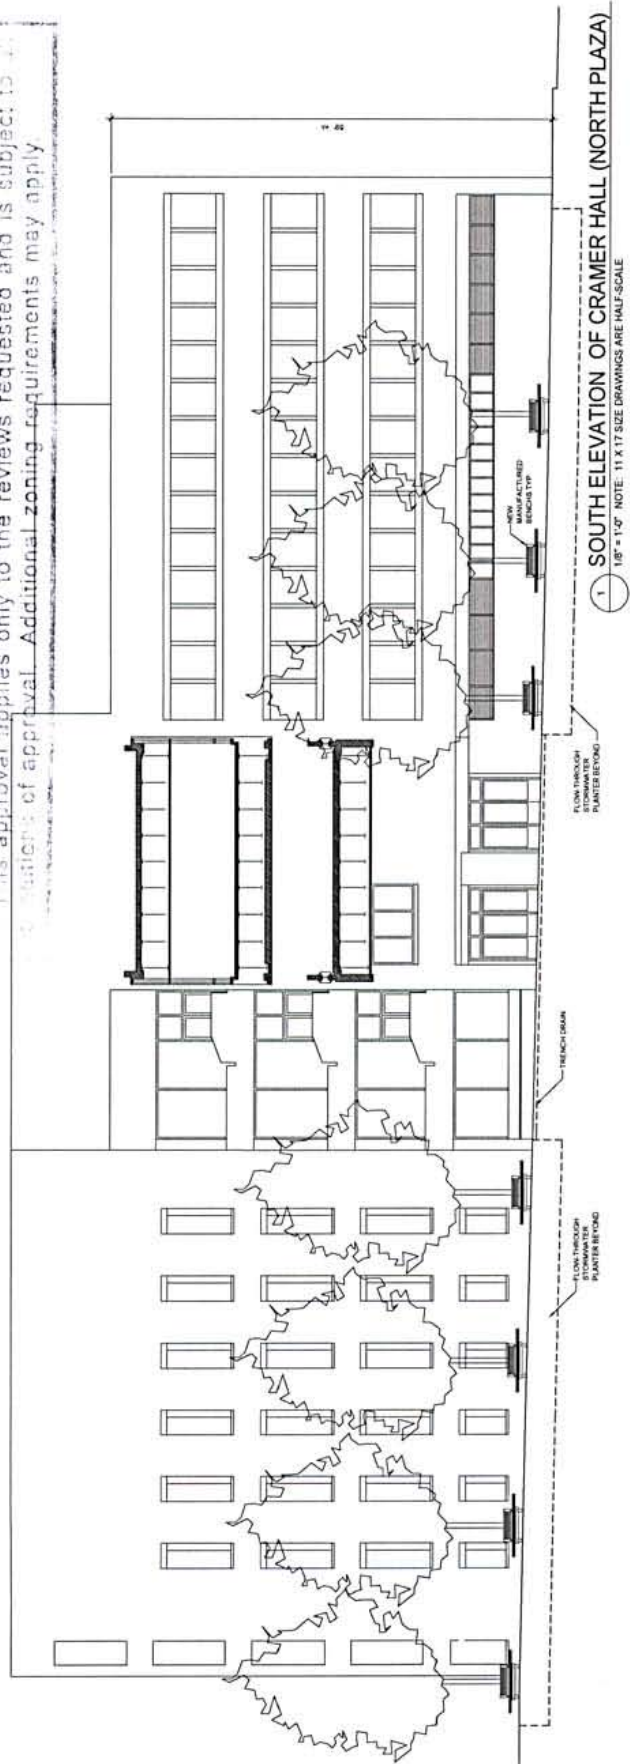 This approval applies only to the reviews requested and is subject to
conditions of approval. Additional zoning requirements may apply.
NEW
MANUFACTURED
BENCHS TYP
FLOW-THROUGH
STORMWATER
PLANTER BEYOND
TRENCH DRAIN
FLOW-THROUGH
STORMWATER
PLANTER BEYOND
1
SOUTH ELEVATION OF CRAMER HALL (NORTH PLAZA)
1/8" = 1'-0" NOTE: 11 X 17 SIZE DRAWINGS ARE HALF-SCALE